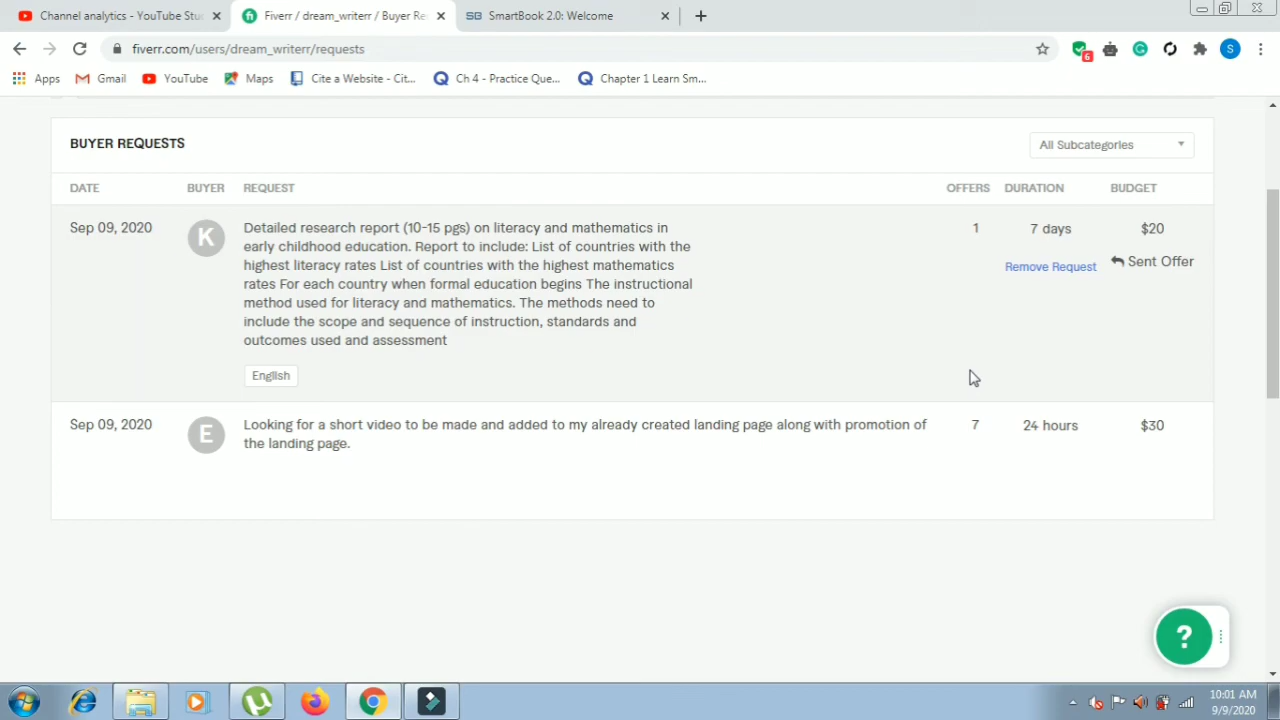 Channel analytics - YouTube Stu
Fiverr / dream_writerr / Buyer Re
SmartBook 2.0: Welcome
fiverr.com/users/dream_writerr/requests
6
S
Apps
Gmail
YouTube
Maps
Cite a Website - Cit...
Ch 4 - Practice Que...
Chapter 1 Learn Sm...
BUYER REQUESTS
All Subcategories
DATE BUYER REQUEST OFFERS DURATION BUDGET
Sep 09, 2020 K Detailed research report (10-15 pgs) on literacy and mathematics in 1 7 days $20
early childhood education. Report to include: List of countries with the
highest literacy rates List of countries with the highest mathematics Remove Request Sent Offer
rates For each country when formal education begins The instructional
method used for literacy and mathematics. The methods need to
include the scope and sequence of instruction, standards and
outcomes used and assessment
English
Sep 09, 2020 E Looking for a short video to be made and added to my already created landing page along with promotion of 7 24 hours $30
the landing page.
?
10:01 AM
9/9/2020